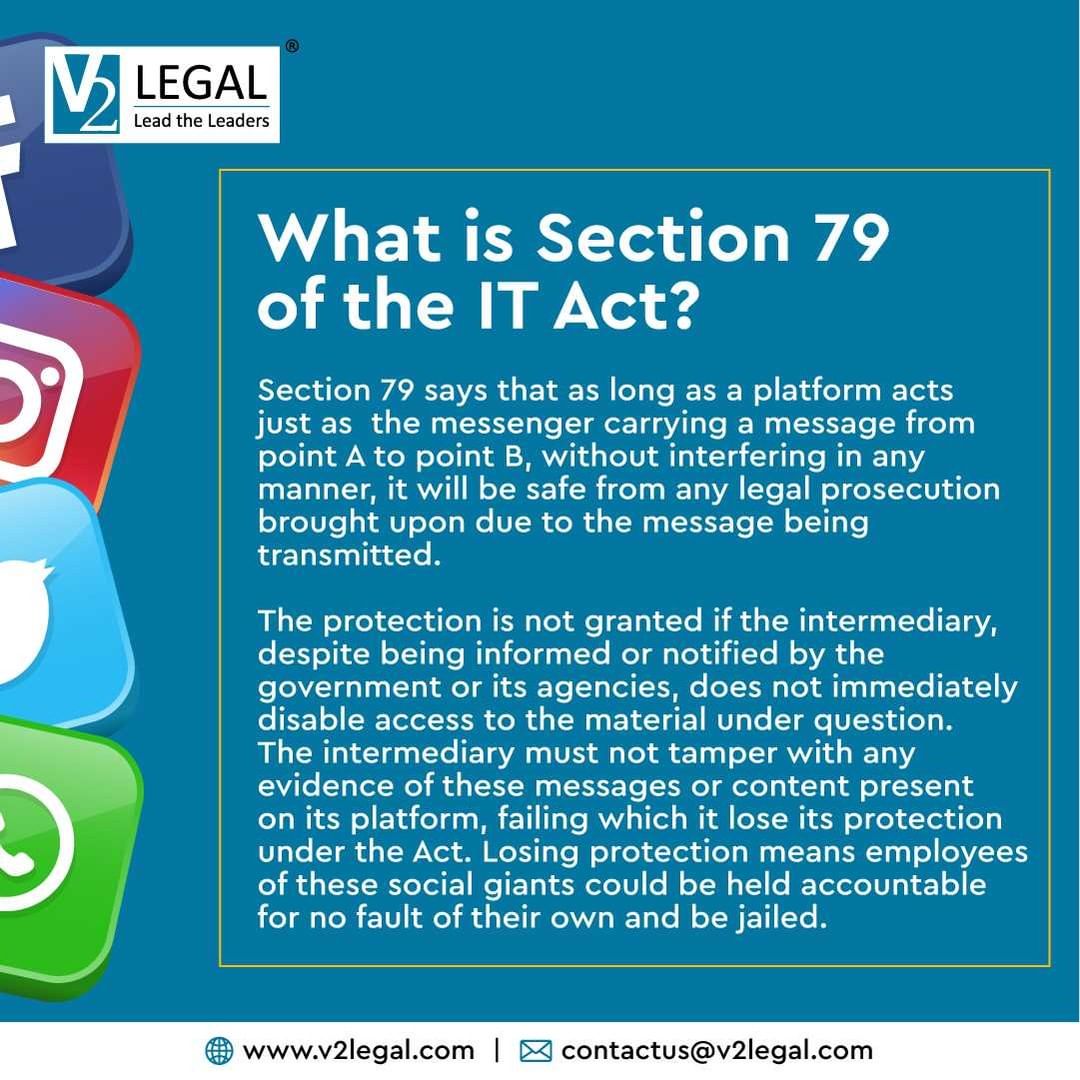 V2 LEGAL ®
Lead the Leaders
What is Section 79
of the IT Act?
Section 79 says that as long as a platform acts
just as the messenger carrying a message from
point A to point B, without interfering in any
manner, it will be safe from any legal prosecution
brought upon due to the message being
transmitted.
The protection is not granted if the intermediary,
despite being informed or notified by the
government or its agencies, does not immediately
disable access to the material under question.
The intermediary must not tamper with any
evidence of these messages or content present
on its platform, failing which it lose its protection
under the Act. Losing protection means employees
of these social giants could be held accountable
for no fault of their own and be jailed.
www.v2legal.com | contactus@v2legal.com